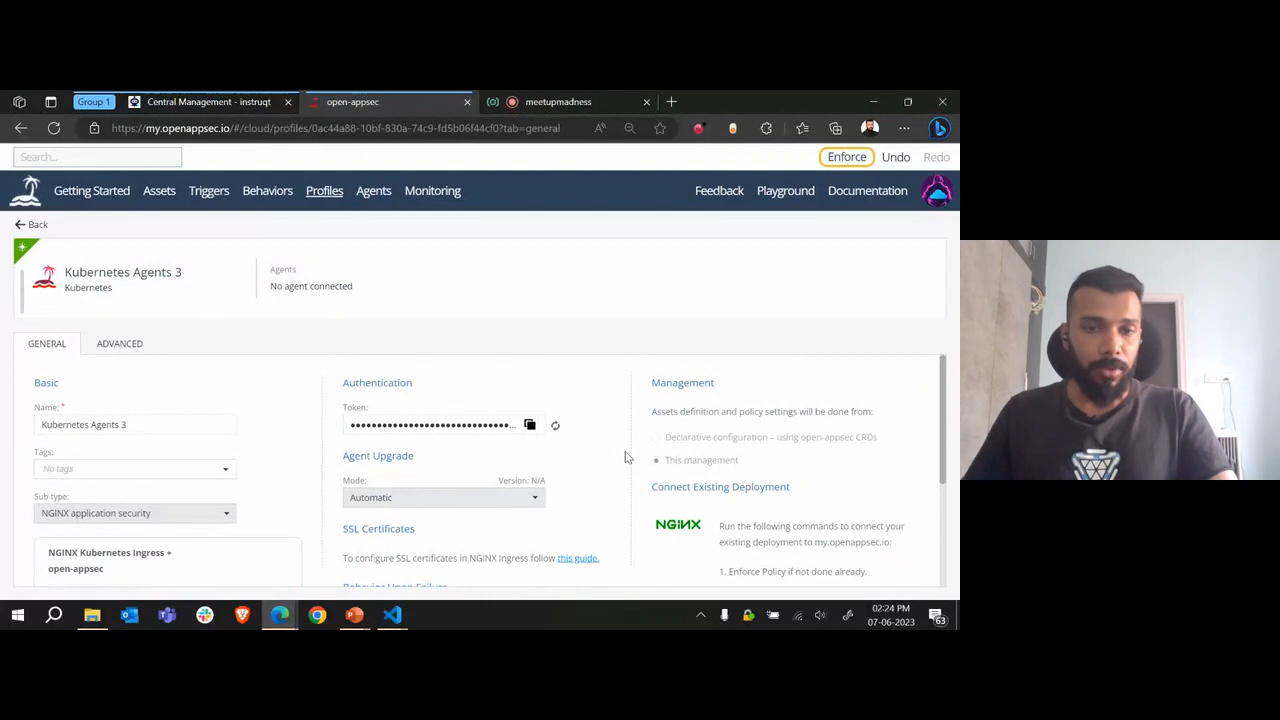 Group 1
Central Management - instruqt
open-appsec
meetupmadness
https://my.openappsec.io/#/cloud/profiles/0ac44a88-10bf-830a-74c9-fd5b06f44cf0?tab=general
Search...
Enforce
Undo
Redo
Getting Started
Assets
Triggers
Behaviors
Profiles
Agents
Monitoring
Feedback
Playground
Documentation
Back
Kubernetes Agents 3
Kubernetes
Agents
No agent connected
GENERAL
ADVANCED
Basic
Name: *
Kubernetes Agents 3
Tags:
No tags
Sub type:
NGINX application security
NGINX Kubernetes Ingress +
open-appsec
Authentication
Token:
••••••••••••••••••••••••••••••••...
Agent Upgrade
Mode:
Version: N/A
Automatic
SSL Certificates
To configure SSL certificates in NGINX Ingress follow this guide.
Behavior Upon Failure
Management
Assets definition and policy settings will be done from:
Declarative configuration – using open-appsec CRDs
This management
Connect Existing Deployment
NGINX
Run the following commands to connect your
existing deployment to my.openappsec.io:
1. Enforce Policy if not done already.
02:24 PM
07-06-2023
63